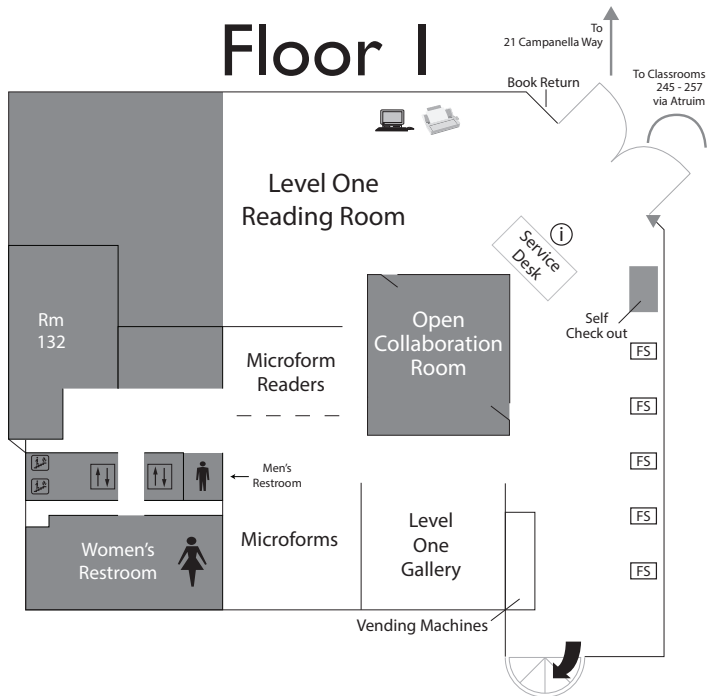 Floor 1
To
21 Campanella Way
Book Return
To Classrooms
245 - 257
via Atruim
Level One
Reading Room
i
Service
Desk
Self
Check out
Rm
132
Open
Collaboration
Room
Microform
Readers
FS
FS
FS
FS
FS
Men's
Restroom
Women's
Restroom
Microforms
Level
One
Gallery
Vending Machines